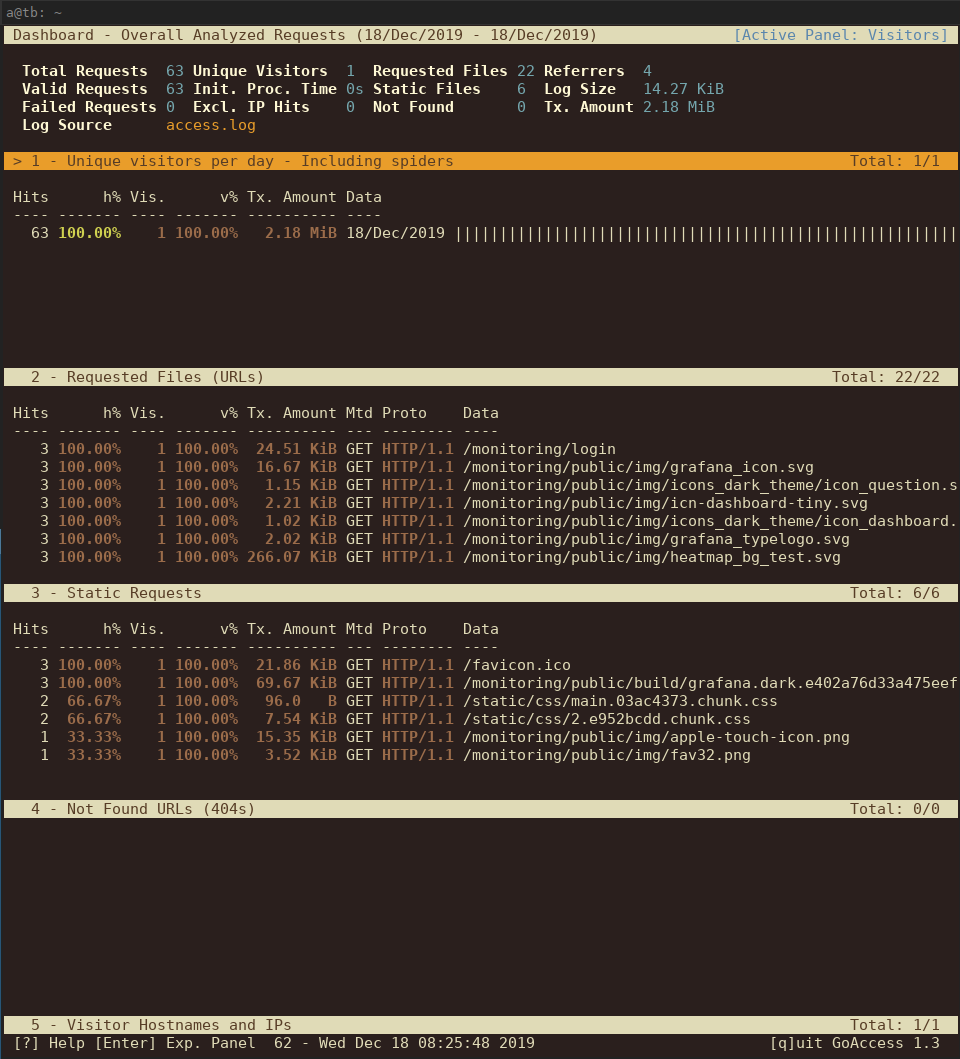 a@tb: ~
Dashboard - Overall Analyzed Requests (18/Dec/2019 - 18/Dec/2019) [Active Panel: Visitors]
Total Requests 63 Unique Visitors 1 Requested Files 22 Referrers 4
Valid Requests 63 Init. Proc. Time 0s Static Files 6 Log Size 14.27 KiB
Failed Requests 0 Excl. IP Hits 0 Not Found 0 Tx. Amount 2.18 MiB
Log Source access.log
> 1 - Unique visitors per day - Including spiders Total: 1/1
Hits h% Vis. v% Tx. Amount Data
---- ------- ---- ------- ---------- ----
63 100.00% 1 100.00% 2.18 MiB 18/Dec/2019 ||||||||||||||||||||||||||||||||||||||||||||||||||||||||
2 - Requested Files (URLs) Total: 22/22
Hits h% Vis. v% Tx. Amount Mtd Proto Data
---- ------- ---- ------- ---------- --- -------- ----
3 100.00% 1 100.00% 24.51 KiB GET HTTP/1.1 /monitoring/login
3 100.00% 1 100.00% 16.67 KiB GET HTTP/1.1 /monitoring/public/img/grafana_icon.svg
3 100.00% 1 100.00% 1.15 KiB GET HTTP/1.1 /monitoring/public/img/icons_dark_theme/icon_question.s
3 100.00% 1 100.00% 2.21 KiB GET HTTP/1.1 /monitoring/public/img/icn-dashboard-tiny.svg
3 100.00% 1 100.00% 1.02 KiB GET HTTP/1.1 /monitoring/public/img/icons_dark_theme/icon_dashboard.
3 100.00% 1 100.00% 2.02 KiB GET HTTP/1.1 /monitoring/public/img/grafana_typelogo.svg
3 100.00% 1 100.00% 266.07 KiB GET HTTP/1.1 /monitoring/public/img/heatmap_bg_test.svg
3 - Static Requests Total: 6/6
Hits h% Vis. v% Tx. Amount Mtd Proto Data
---- ------- ---- ------- ---------- --- -------- ----
3 100.00% 1 100.00% 21.86 KiB GET HTTP/1.1 /favicon.ico
3 100.00% 1 100.00% 69.67 KiB GET HTTP/1.1 /monitoring/public/build/grafana.dark.e402a76d33a475eef
2 66.67% 1 100.00% 96.0 B GET HTTP/1.1 /static/css/main.03ac4373.chunk.css
2 66.67% 1 100.00% 7.54 KiB GET HTTP/1.1 /static/css/2.e952bcdd.chunk.css
1 33.33% 1 100.00% 15.35 KiB GET HTTP/1.1 /monitoring/public/img/apple-touch-icon.png
1 33.33% 1 100.00% 3.52 KiB GET HTTP/1.1 /monitoring/public/img/fav32.png
4 - Not Found URLs (404s) Total: 0/0
5 - Visitor Hostnames and IPs Total: 1/1
[?] Help [Enter] Exp. Panel 62 - Wed Dec 18 08:25:48 2019 [q]uit GoAccess 1.3